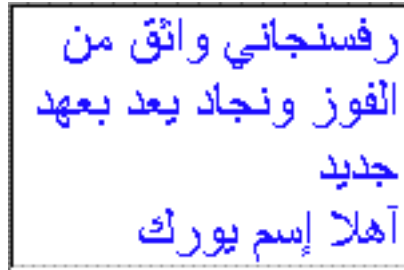 رفسنجاني واثق من
الفوز ونجاد يعد بعهد
جديد
آهلا إسم يورك